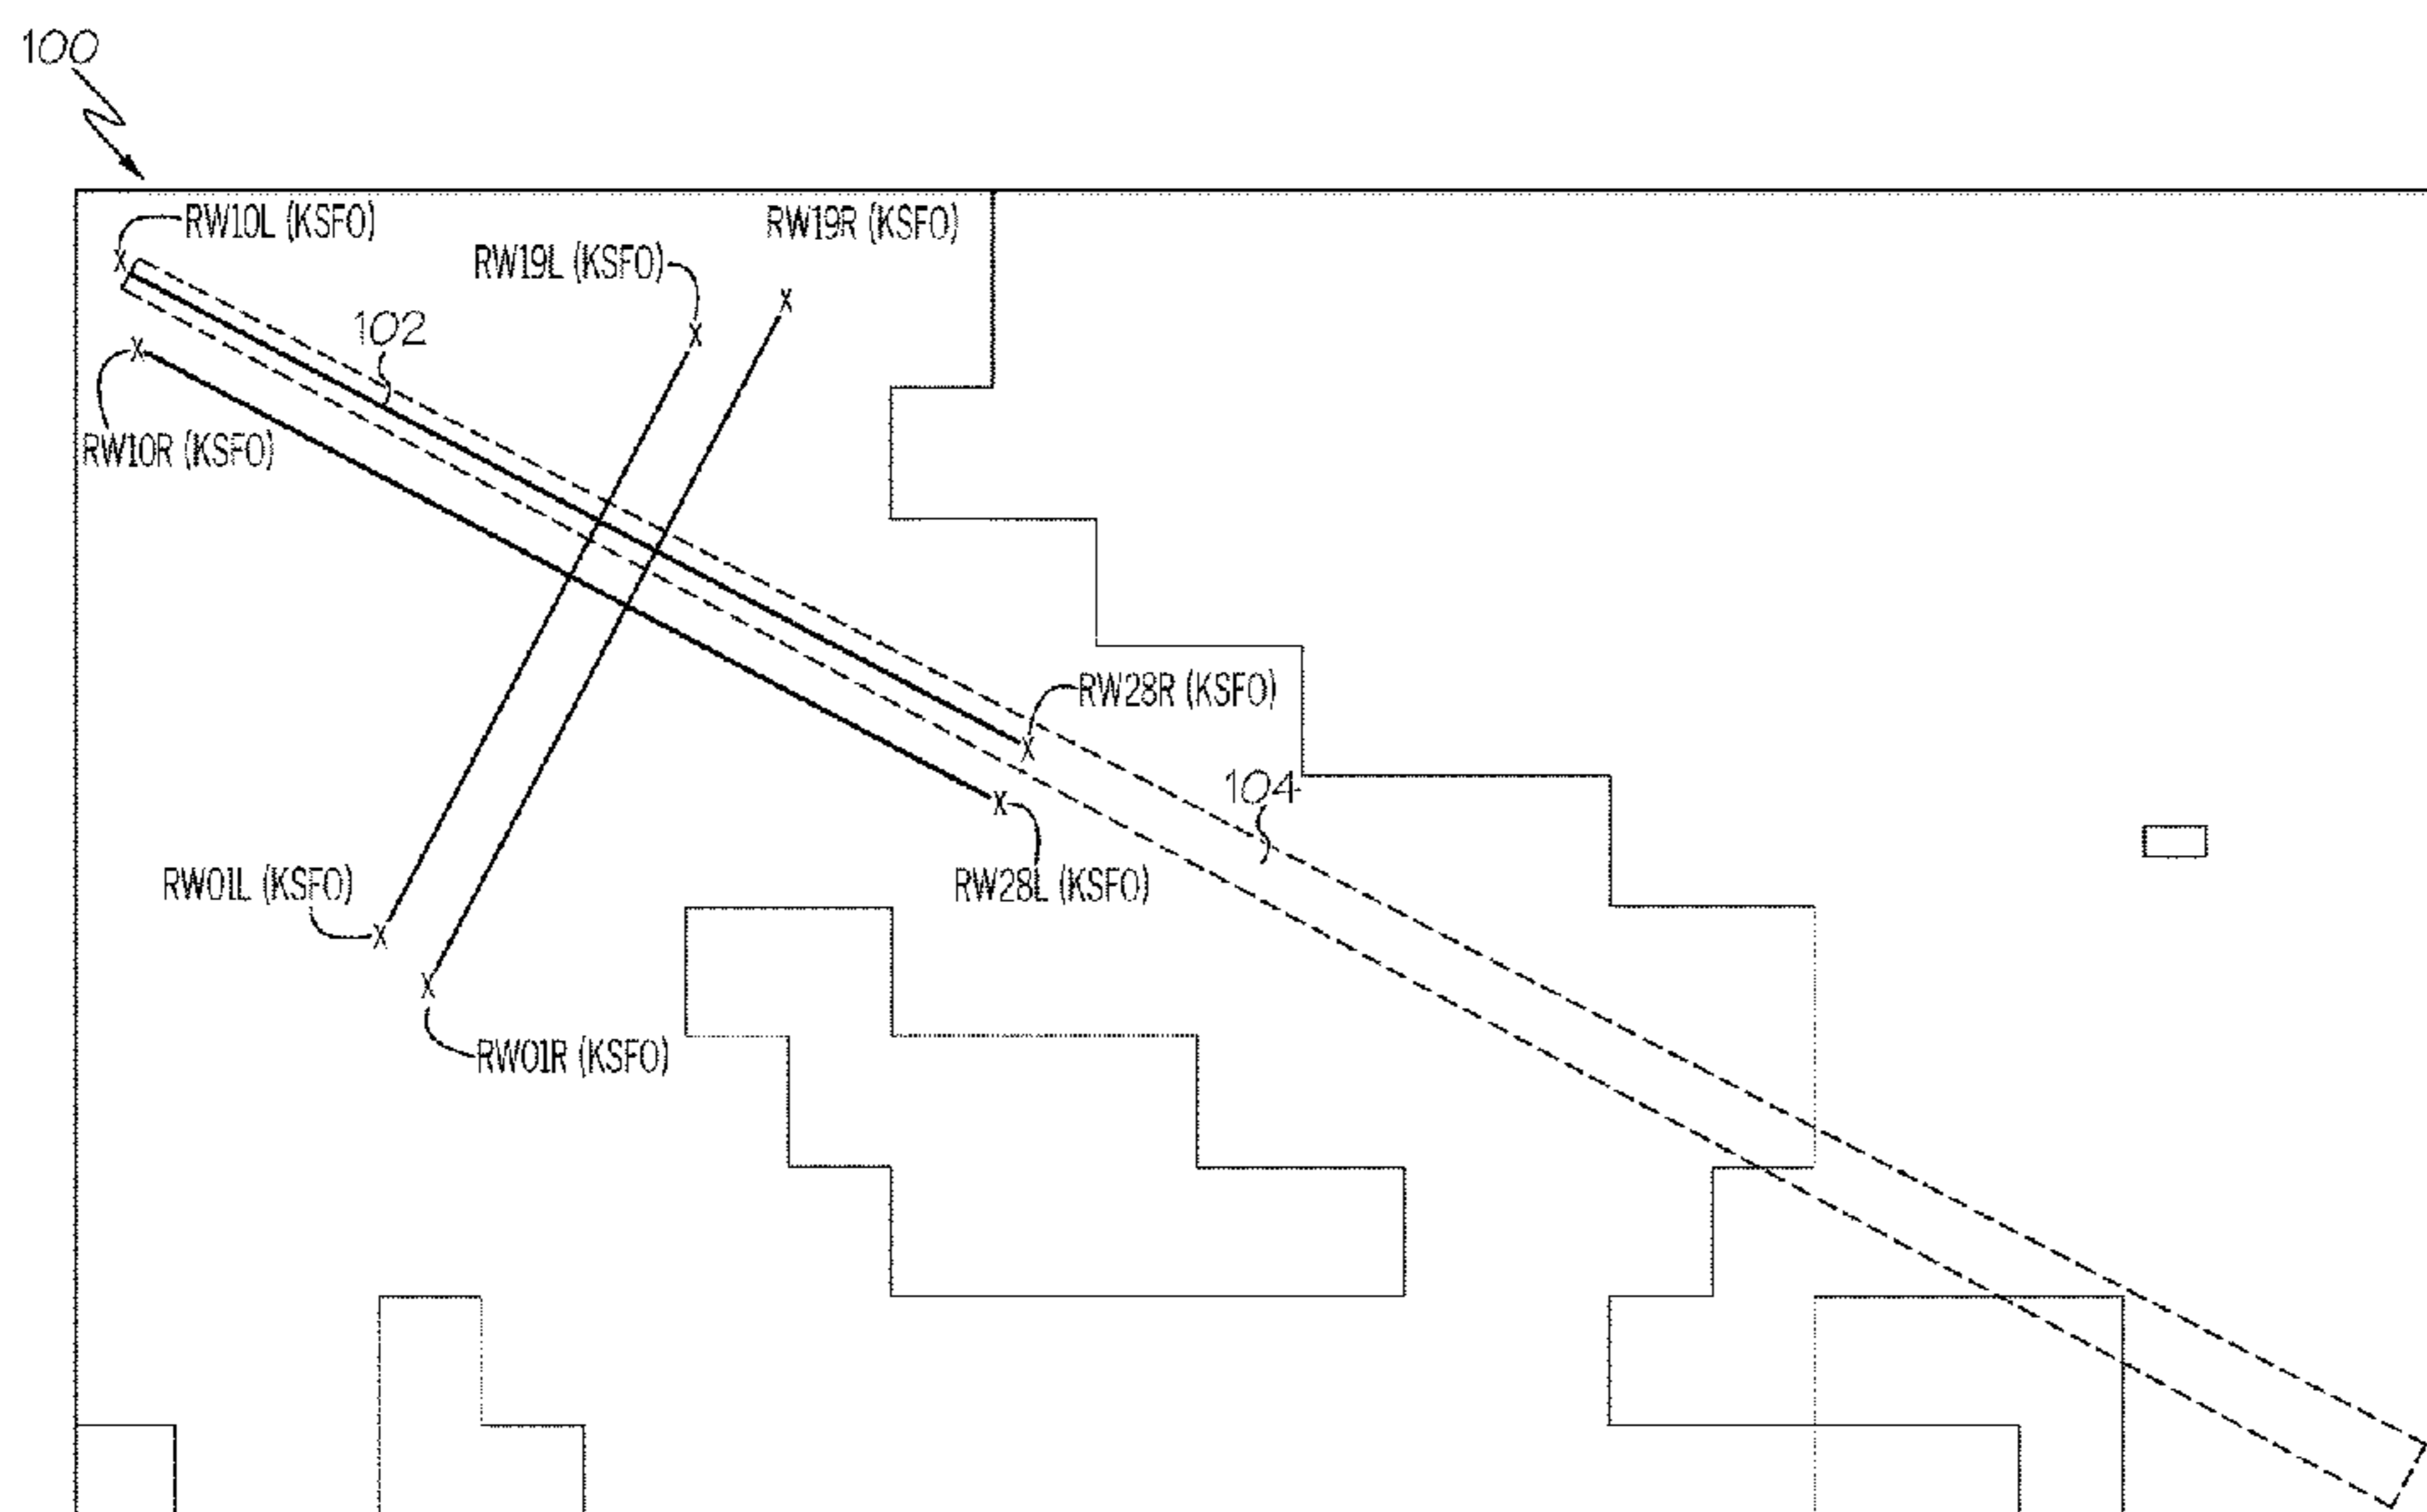 100
RW10L (KSFO)
RW19R (KSFO)
RW19L (KSFO)
102
RW10R (KSFO)
RW28R (KSFO)
104
RW01L (KSFO)
RW28L (KSFO)
RW01R (KSFO)